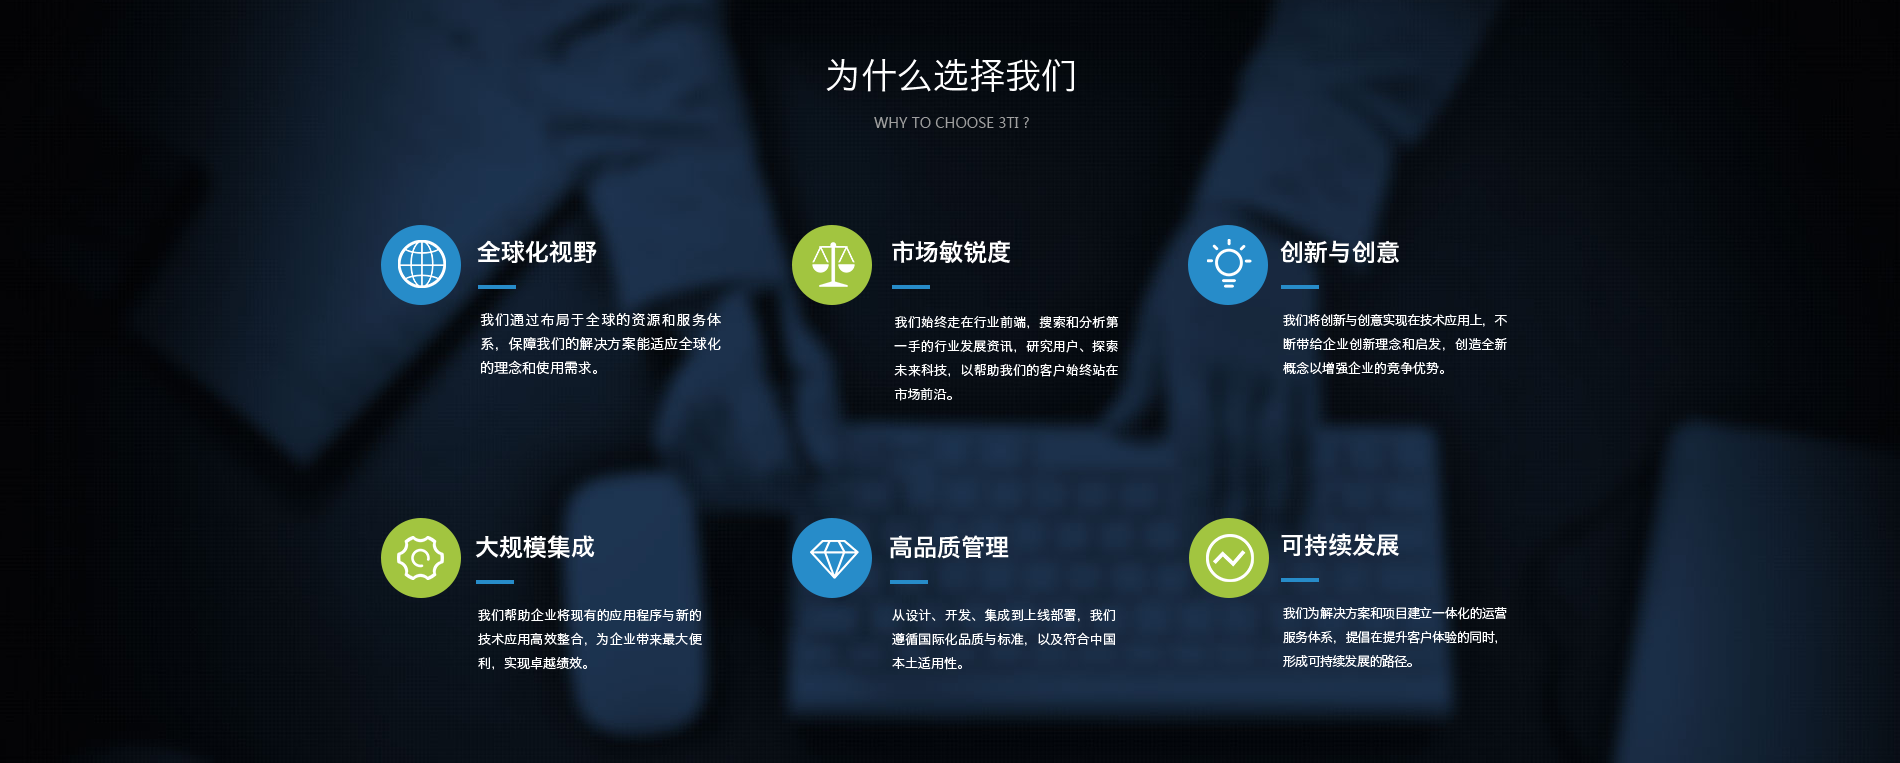 为什么选择我们
WHY TO CHOOSE 3TI ?
全球化视野
我们通过布局于全球的资源和服务体
系，保障我们的解决方案能适应全球化
的理念和使用需求。
市场敏锐度
我们始终走在行业前端，搜索和分析第
一手的行业发展资讯，研究用户、探索
未来科技，以帮助我们的客户始终站在
市场前沿。
创新与创意
我们将创新与创意实现在技术应用上，不
断带给企业创新理念和启发，创造全新
概念以增强企业的竞争优势。
大规模集成
我们帮助企业将现有的应用程序与新的
技术应用高效整合，为企业带来最大便
利，实现卓越绩效。
高品质管理
从设计、开发、集成到上线部署，我们
遵循国际化品质与标准，以及符合中国
本土适用性。
可持续发展
我们为解决方案和项目建立一体化的运营
服务体系，提倡在提升客户体验的同时，
形成可持续发展的路径。